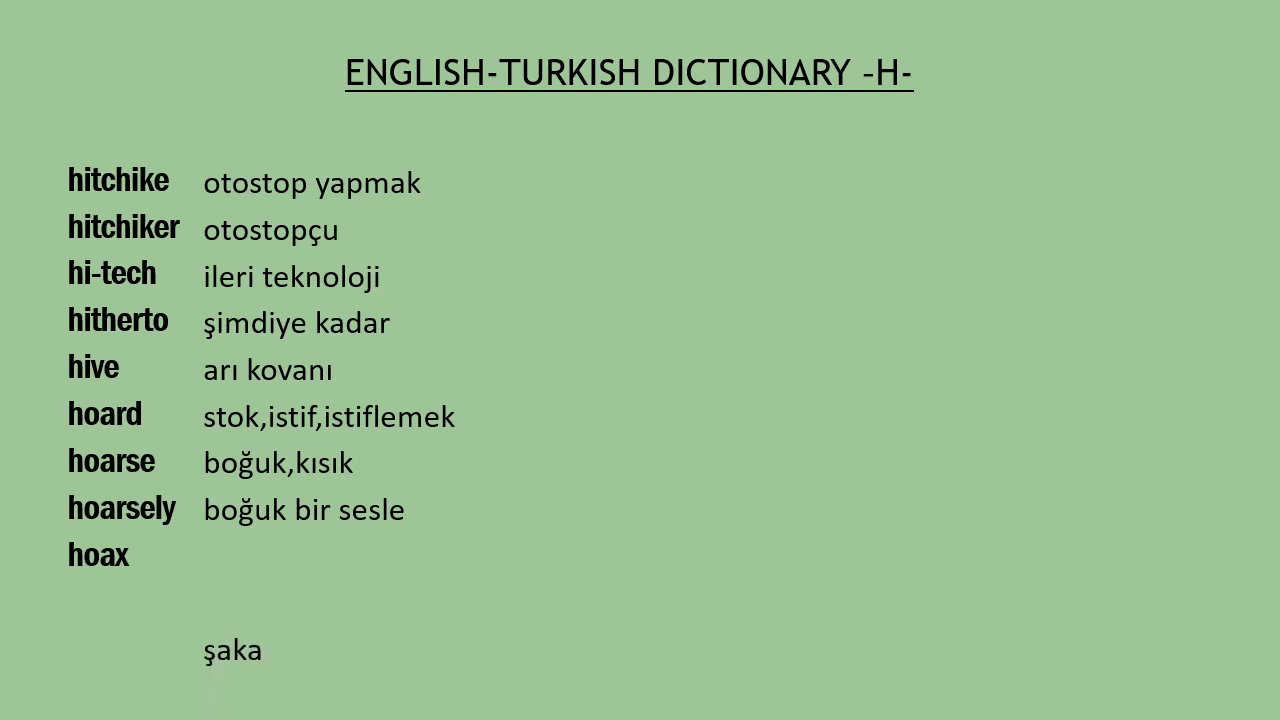 ENGLISH-TURKISH DICTIONARY –H-
hitchike otostop yapmak
hitchiker otostopçu
hi-tech ileri teknoloji
hitherto şimdiye kadar
hive arı kovanı
hoard stok,istif,istiflemek
hoarse boğuk,kısık
hoarsely boğuk bir sesle
hoax
şaka